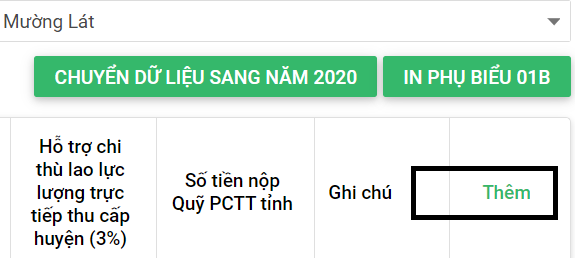 Mường Lát
CHUYỂN DỮ LIỆU SANG NĂM 2020
IN PHỤ BIỂU 01B
Hỗ trợ chi
thù lao lực
lượng trực
tiếp thu cấp
huyện (3%)
Số tiền nộp
Quỹ PCTT tỉnh
Ghi chú
Thêm